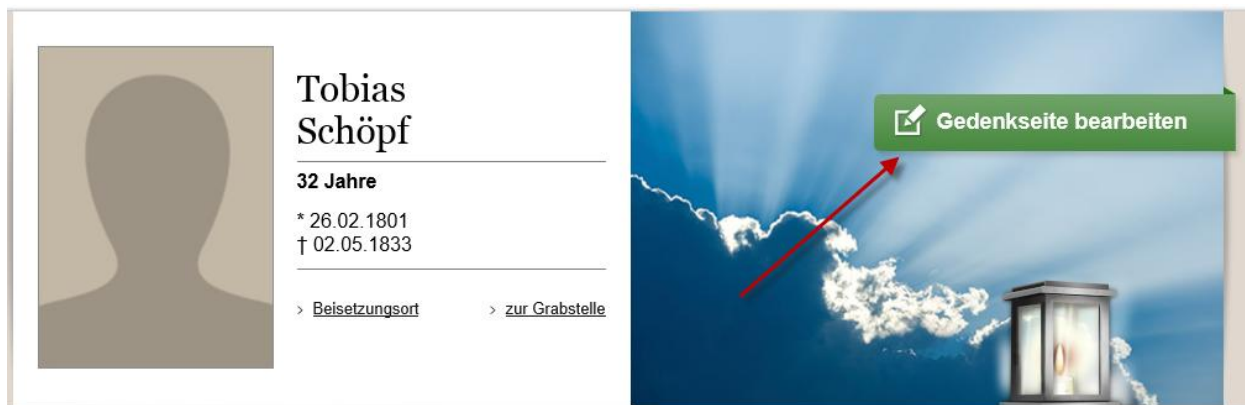 Tobias
Schöpf
32 Jahre
* 26.02.1801
† 02.05.1833
> Beisetzungsort > zur Grabstelle
Gedenkseite bearbeiten